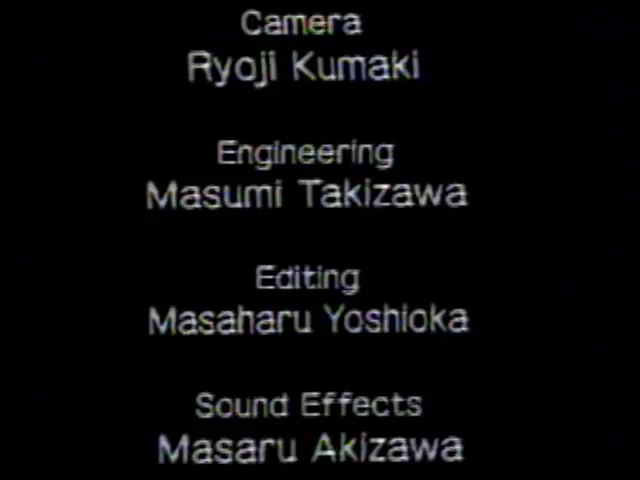 Camera
Ryoji Kumaki
Engineering
Masumi Takizawa
Editing
Masaharu Yoshioka
Sound Effects
Masaru Akizawa